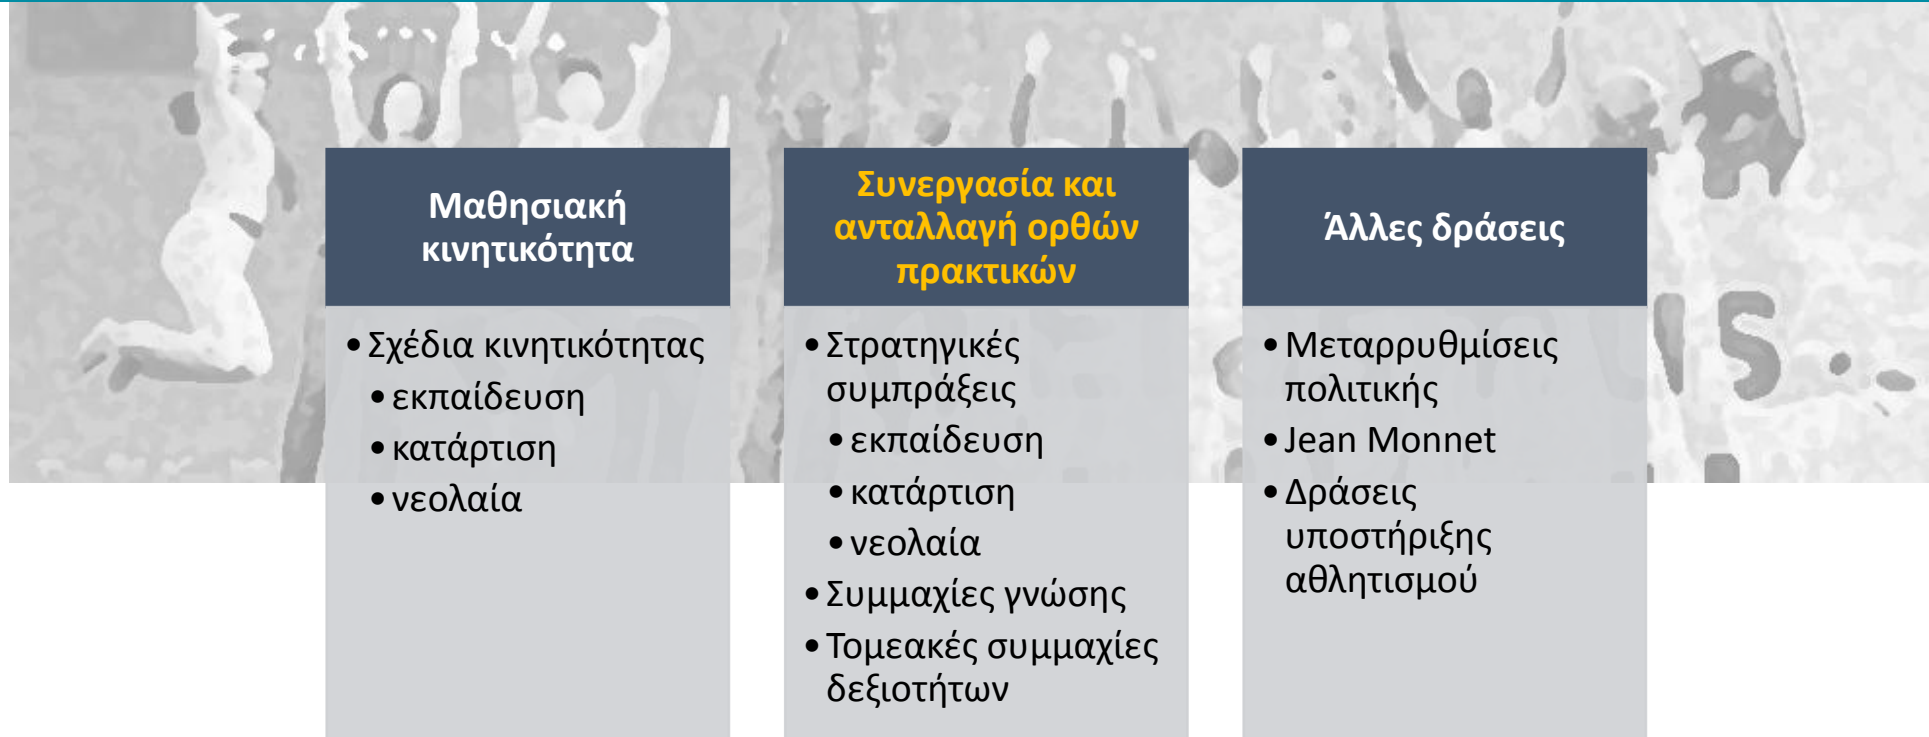 Μαθησιακή
κινητικότητα
• Σχέδια κινητικότητας
• εκπαίδευση
• κατάρτιση
• νεολαία
Συνεργασία και
ανταλλαγή ορθών
πρακτικών
• Στρατηγικές
συμπράξεις
• εκπαίδευση
• κατάρτιση
• νεολαία
• Συμμαχίες γνώσης
• Τομεακές συμμαχίες
δεξιοτήτων
Άλλες δράσεις
• Μεταρρυθμίσεις
πολιτικής
• Jean Monnet
• Δράσεις
υποστήριξης
αθλητισμού